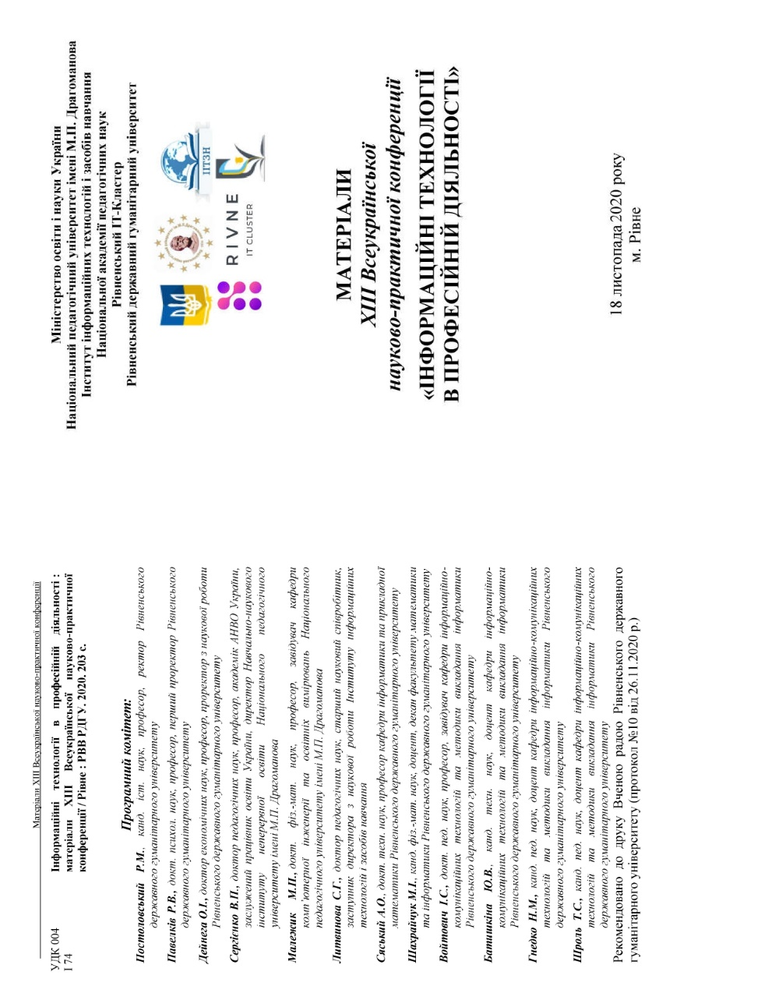 Міністерство освіти і науки України
Національний педагогічний університет імені М.П. Драгоманова
Інститут інформаційних технологій і засобів навчання
Національної академії педагогічних наук
Рівненський ІТ-Кластер
Рівненський державний гуманітарний університет
ІІТЗН
RIVNE
IT CLUSTER
МАТЕРІАЛИ
XIII Всеукраїнської
науково-практичної конференції
«ІНФОРМАЦІЙНІ ТЕХНОЛОГІЇ
В ПРОФЕСІЙНІЙ ДІЯЛЬНОСТІ»
18 листопада 2020 року
м. Рівне
Матеріали XIII Всеукраїнської науково-практичної конференції
УДК 004
І 74
Інформаційні технології в професійній діяльності :
матеріали XIII Всеукраїнської науково-практичної
конференції / Рівне : РВВ РДГУ. 2020. 203 с.
Програмний комітет:
Постоловський Р.М., канд. іст. наук, професор, ректор Рівненського
державного гуманітарного університету
Павелків Р.В., докт. психол. наук, професор, перший проректор Рівненського
державного гуманітарного університету
Дейнега О.І., доктор економічних наук, професор, проректор з наукової роботи
Рівненського державного гуманітарного університету
Сергієнко В.П., доктор педагогічних наук, професор, академік АНВО України,
заслужений працівник освіти України, директор Навчально-наукового
інституту неперервної освіти Національного педагогічного
університету імені М.П. Драгоманова
Малежик М.П., докт. фіз.-мат. наук, професор, завідувач кафедри
комп'ютерної інженерії та освітніх вимірювань Національного
педагогічного університету імені М.П. Драгоманова
Литвинова С.Г., доктор педагогічних наук, старший науковий співробітник,
заступник директора з наукової роботи Інституту інформаційних
технологій і засобів навчання
Сяський А.О. докт. техн. наук, професор кафедри інформатики та прикладної
математики Рівненського державного гуманітарного університету
Шахрайчук М.І., канд. фіз.-мат. наук, доцент, декан факультету математики
та інформатики Рівненського державного гуманітарного університету
Войтович І.С., докт. пед. наук, професор, завідувач кафедри інформаційно-
комунікаційних технологій та методики викладання інформатики
Рівненського державного гуманітарного університету
Батишкіна Ю.В., канд. техн. наук, доцент кафедри інформаційно-
комунікаційних технологій та методики викладання інформатики
Рівненського державного гуманітарного університету
Гнедко Н.М., канд. пед. наук, доцент кафедри інформаційно-комунікаційних
технологій та методики викладання інформатики Рівненського
державного гуманітарного університету
Шроль Т.С., канд. пед. наук, доцент кафедри інформаційно-комунікаційних
технологій та методики викладання інформатики Рівненського
державного гуманітарного університету
Рекомендовано до друку Вченою радою Рівненського державного
гуманітарного університету (протокол №10 від 26.11.2020 р.)